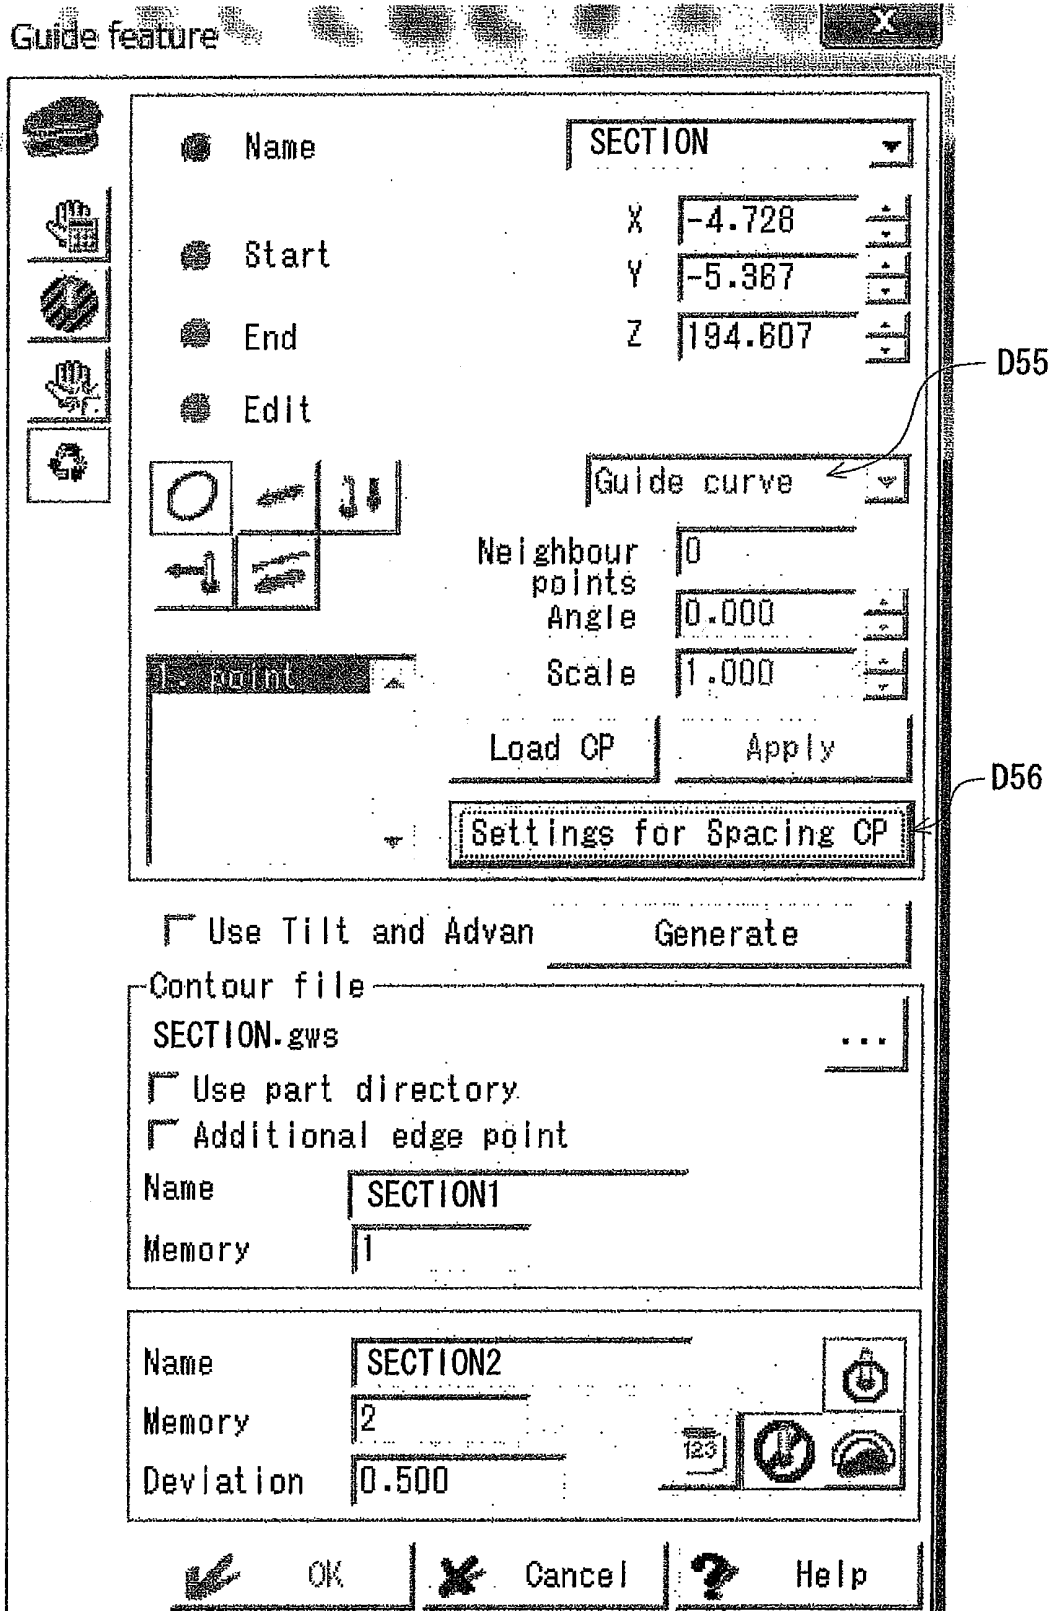 Guide feature X
Name SECTION
X -4.728
Start
Y -5.367
End Z 194.607
D55
Edit
Guide curve
Neighbour points 0
Angle 0.000
1. point
Scale 1.000
Load CP Apply
D56
Settings for Spacing CP
Use Tilt and Advan Generate
Contour file
SECTION.gws ...
Use part directory
Additional edge point
Name SECTION1
Memory 1
Name SECTION2
Memory 2
123
Deviation 0.500
OK Cancel ? Help